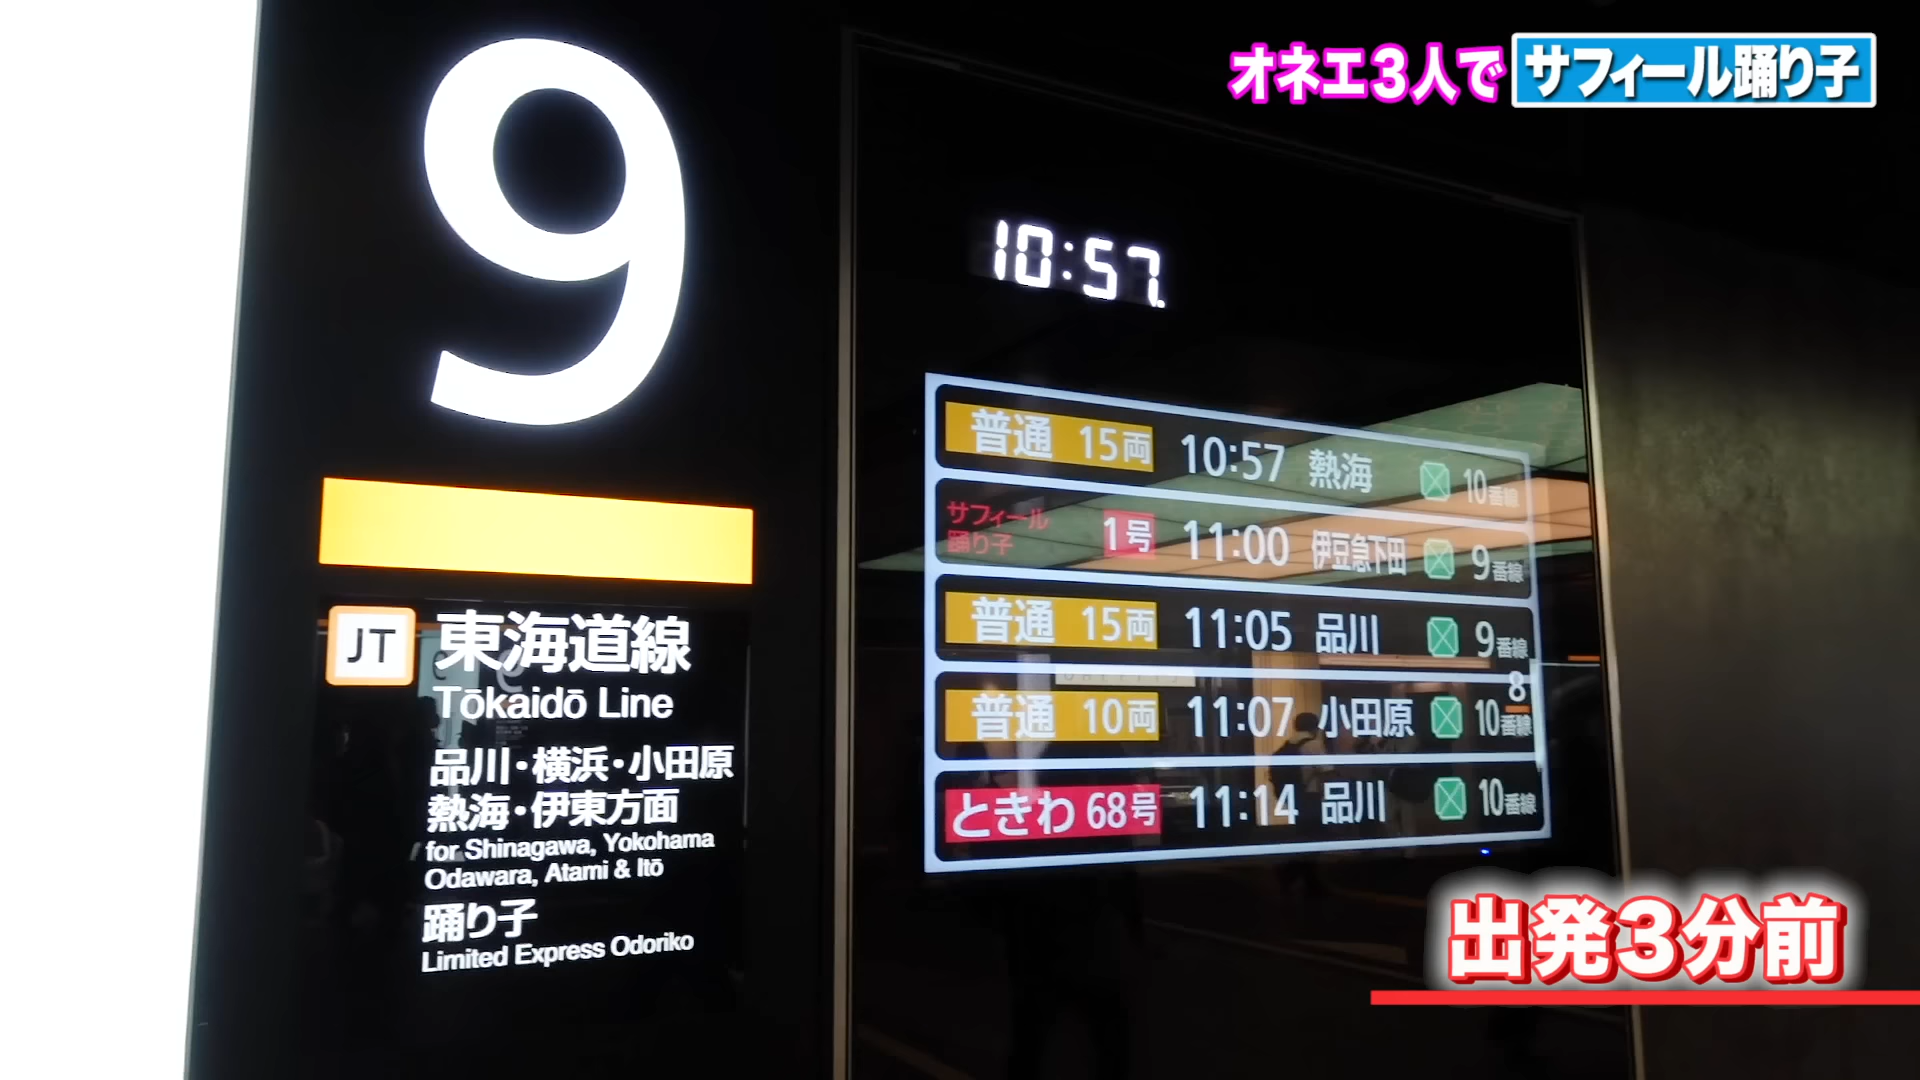 オネエ3人で サフィール踊り子
9
10:57
普通 15両 10:57 熱海 10番線
サフィール踊り子 1号 11:00 伊豆急下田 9番線
普通 15両 11:05 品川 9番線
8
普通 10両 11:07 小田原 10番線
ときわ 68号 11:14 品川 10番線
JT 東海道線
Tōkaidō Line
品川・横浜・小田原
熱海・伊東方面
for Shinagawa, Yokohama
Odawara, Atami & Itō
踊り子
Limited Express Odoriko
出発3分前